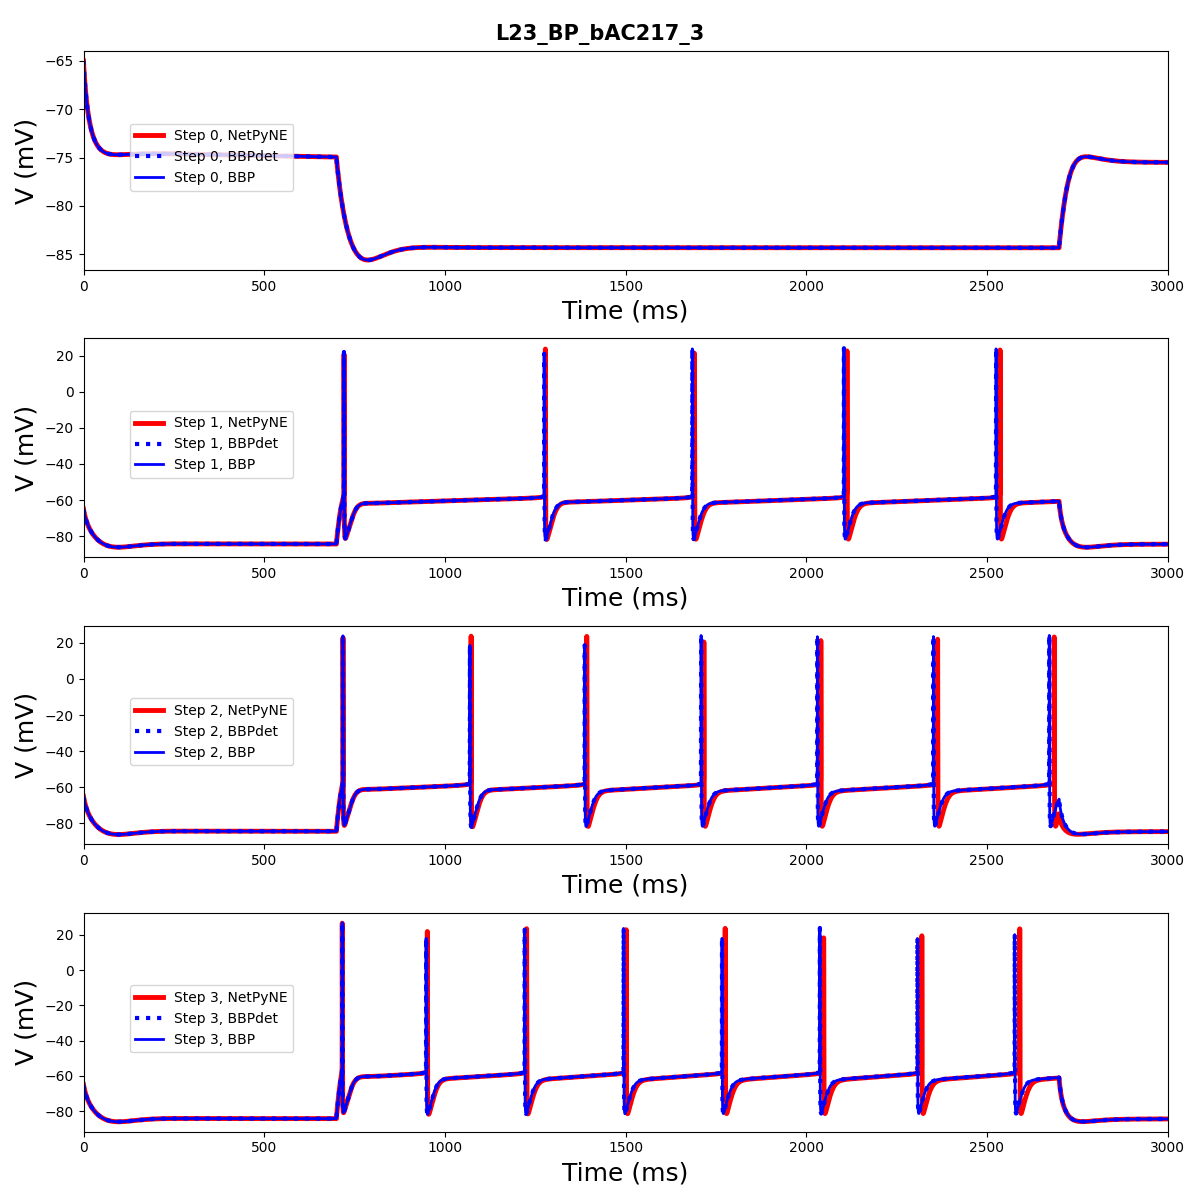 L23_BP_bAC217_3
V (mV)
−65
−70
−75
−80
−85
Step 0, NetPyNE
Step 0, BBPdet
Step 0, BBP
0 500 1000 1500 2000 2500 3000
Time (ms)
V (mV)
20
0
−20
−40
−60
−80
Step 1, NetPyNE
Step 1, BBPdet
Step 1, BBP
0 500 1000 1500 2000 2500 3000
Time (ms)
V (mV)
20
0
−20
−40
−60
−80
Step 2, NetPyNE
Step 2, BBPdet
Step 2, BBP
0 500 1000 1500 2000 2500 3000
Time (ms)
V (mV)
20
0
−20
−40
−60
−80
Step 3, NetPyNE
Step 3, BBPdet
Step 3, BBP
0 500 1000 1500 2000 2500 3000
Time (ms)